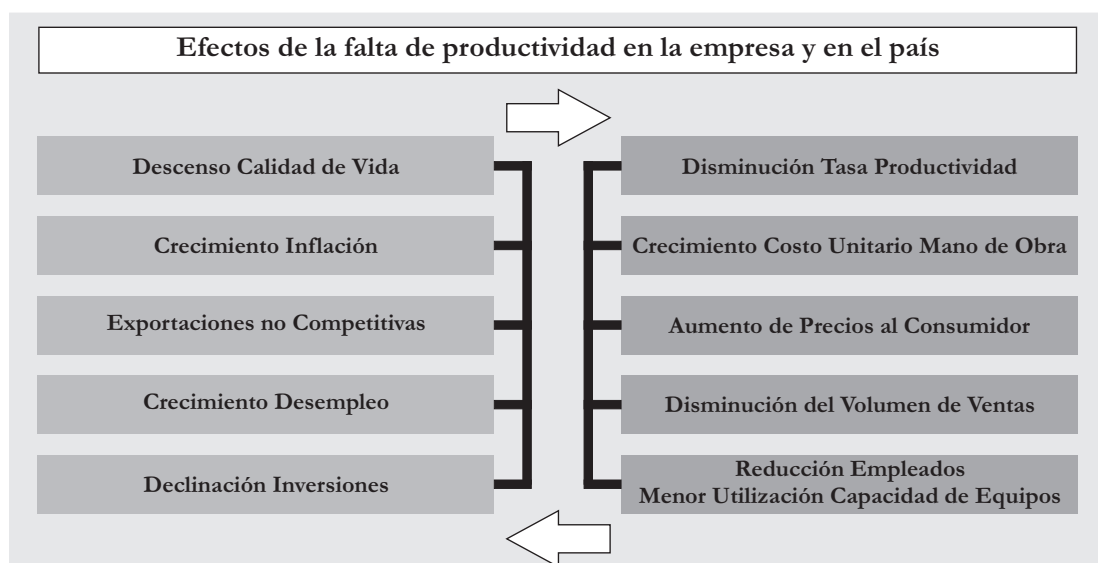 Efectos de la falta de productividad en la empresa y en el país
Descenso Calidad de Vida
Crecimiento Inflación
Exportaciones no Competitivas
Crecimiento Desempleo
Declinación Inversiones
Disminución Tasa Productividad
Crecimiento Costo Unitario Mano de Obra
Aumento de Precios al Consumidor
Disminución del Volumen de Ventas
Reducción Empleados
Menor Utilización Capacidad de Equipos